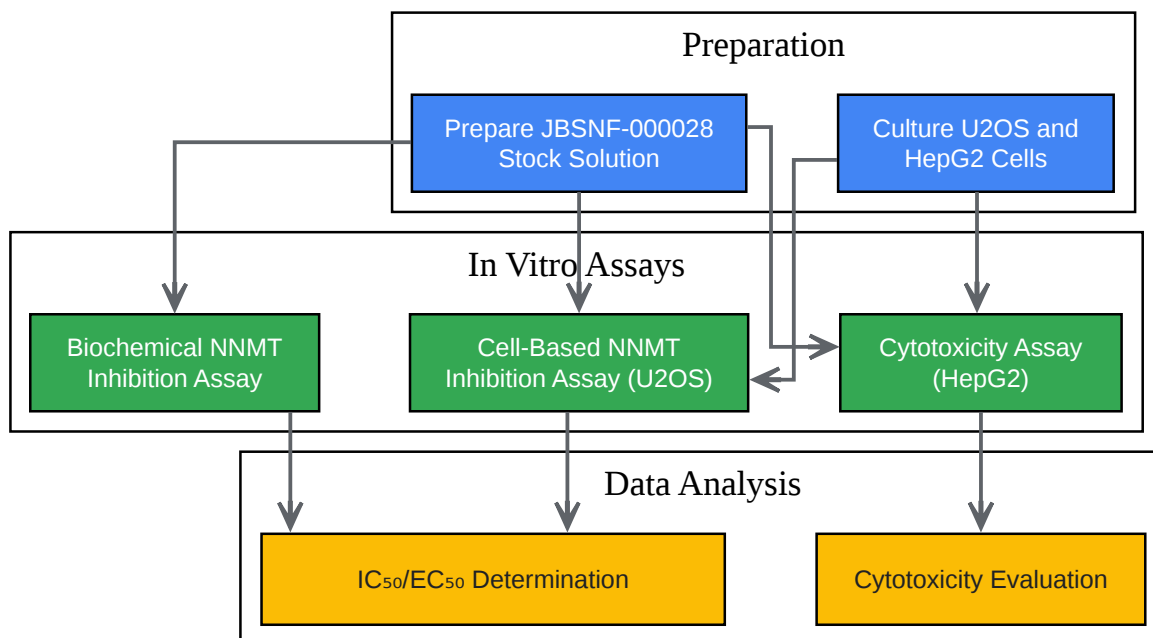 Preparation
Prepare JBSNF-000028
Stock Solution
Culture U2OS and
HepG2 Cells
In Vitro Assays
Biochemical NNMT
Inhibition Assay
Cell-Based NNMT
Inhibition Assay (U2OS)
Cytotoxicity Assay
(HepG2)
Data Analysis
IC₅₀/EC₅₀ Determination
Cytotoxicity Evaluation